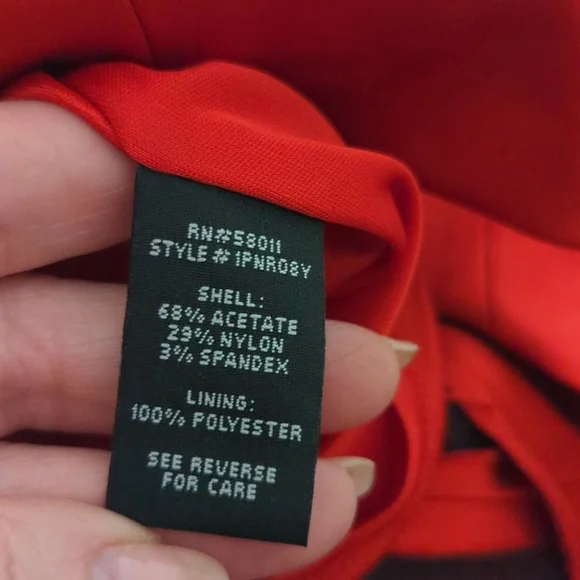 RN#58011
STYLE# 1PNR08Y
SHELL:
68% ACETATE
29% NYLON
3% SPANDEX
LINING:
100% POLYESTER
SEE REVERSE
FOR CARE